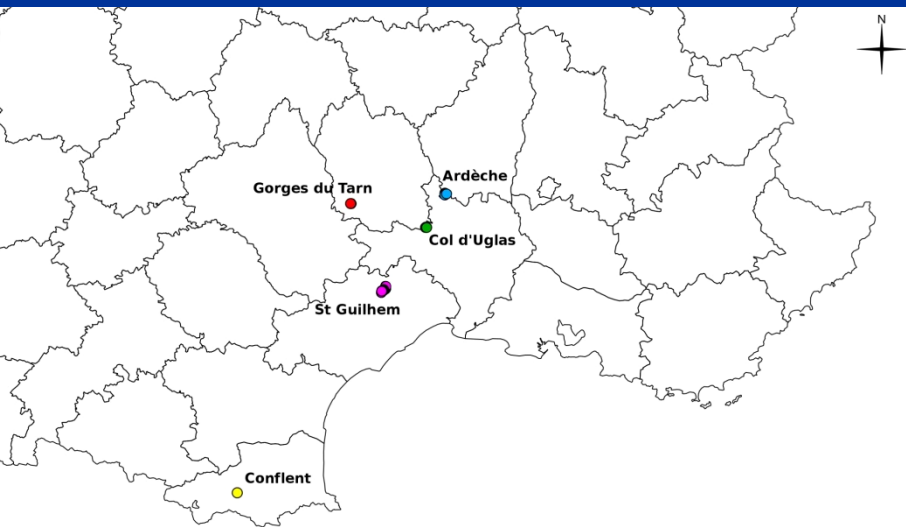 N
Ardèche
Gorges du Tarn
Col d'Uglas
St Guilhem
Conflent